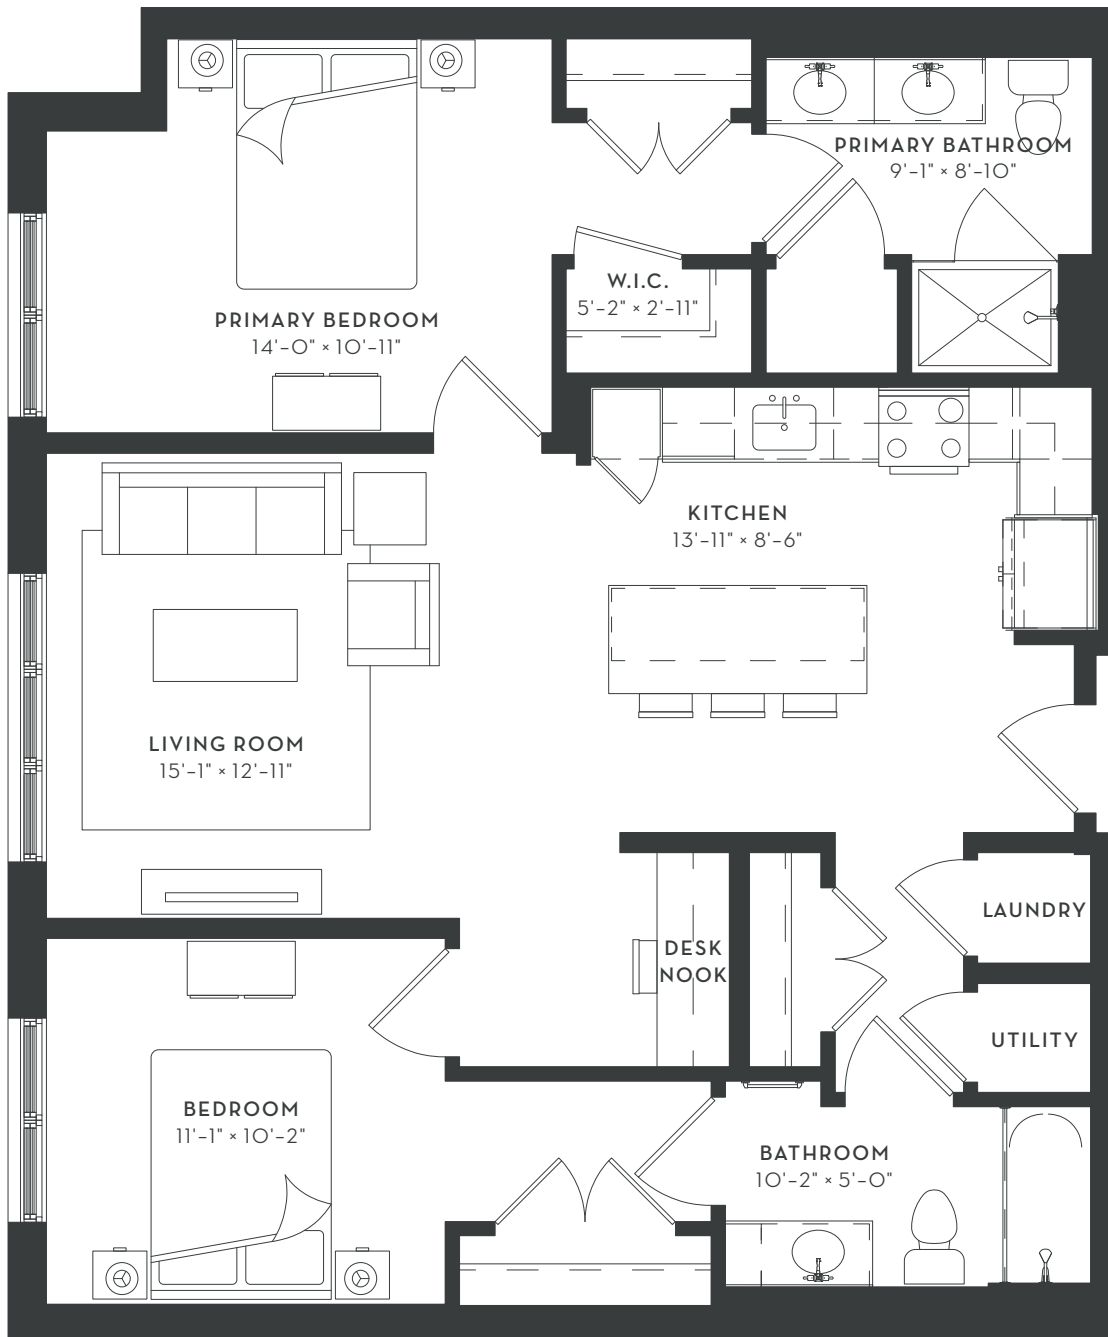 PRIMARY BATHROOM
9'-1" × 8'-10"
W.I.C.
5'-2" × 2'-11"
PRIMARY BEDROOM
14'-0" × 10'-11"
KITCHEN
13'-11" × 8'-6"
LIVING ROOM
15'-1" × 12'-11"
LAUNDRY
DESK
NOOK
UTILITY
BEDROOM
11'-1" × 10'-2"
BATHROOM
10'-2" × 5'-0"